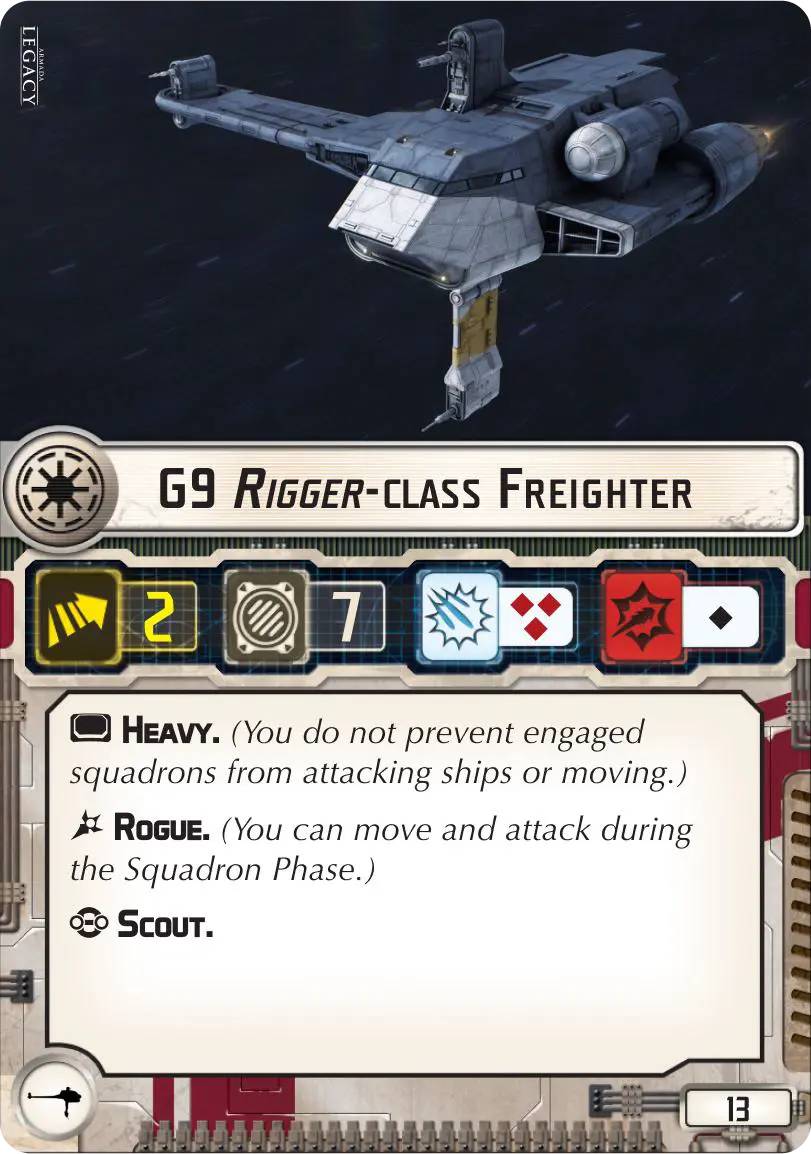 ARMADA
LEGACY
G9 RIGGER-CLASS FREIGHTER
2 7
HEAVY. (You do not prevent engaged
squadrons from attacking ships or moving.)
ROGUE. (You can move and attack during
the Squadron Phase.)
SCOUT.
13